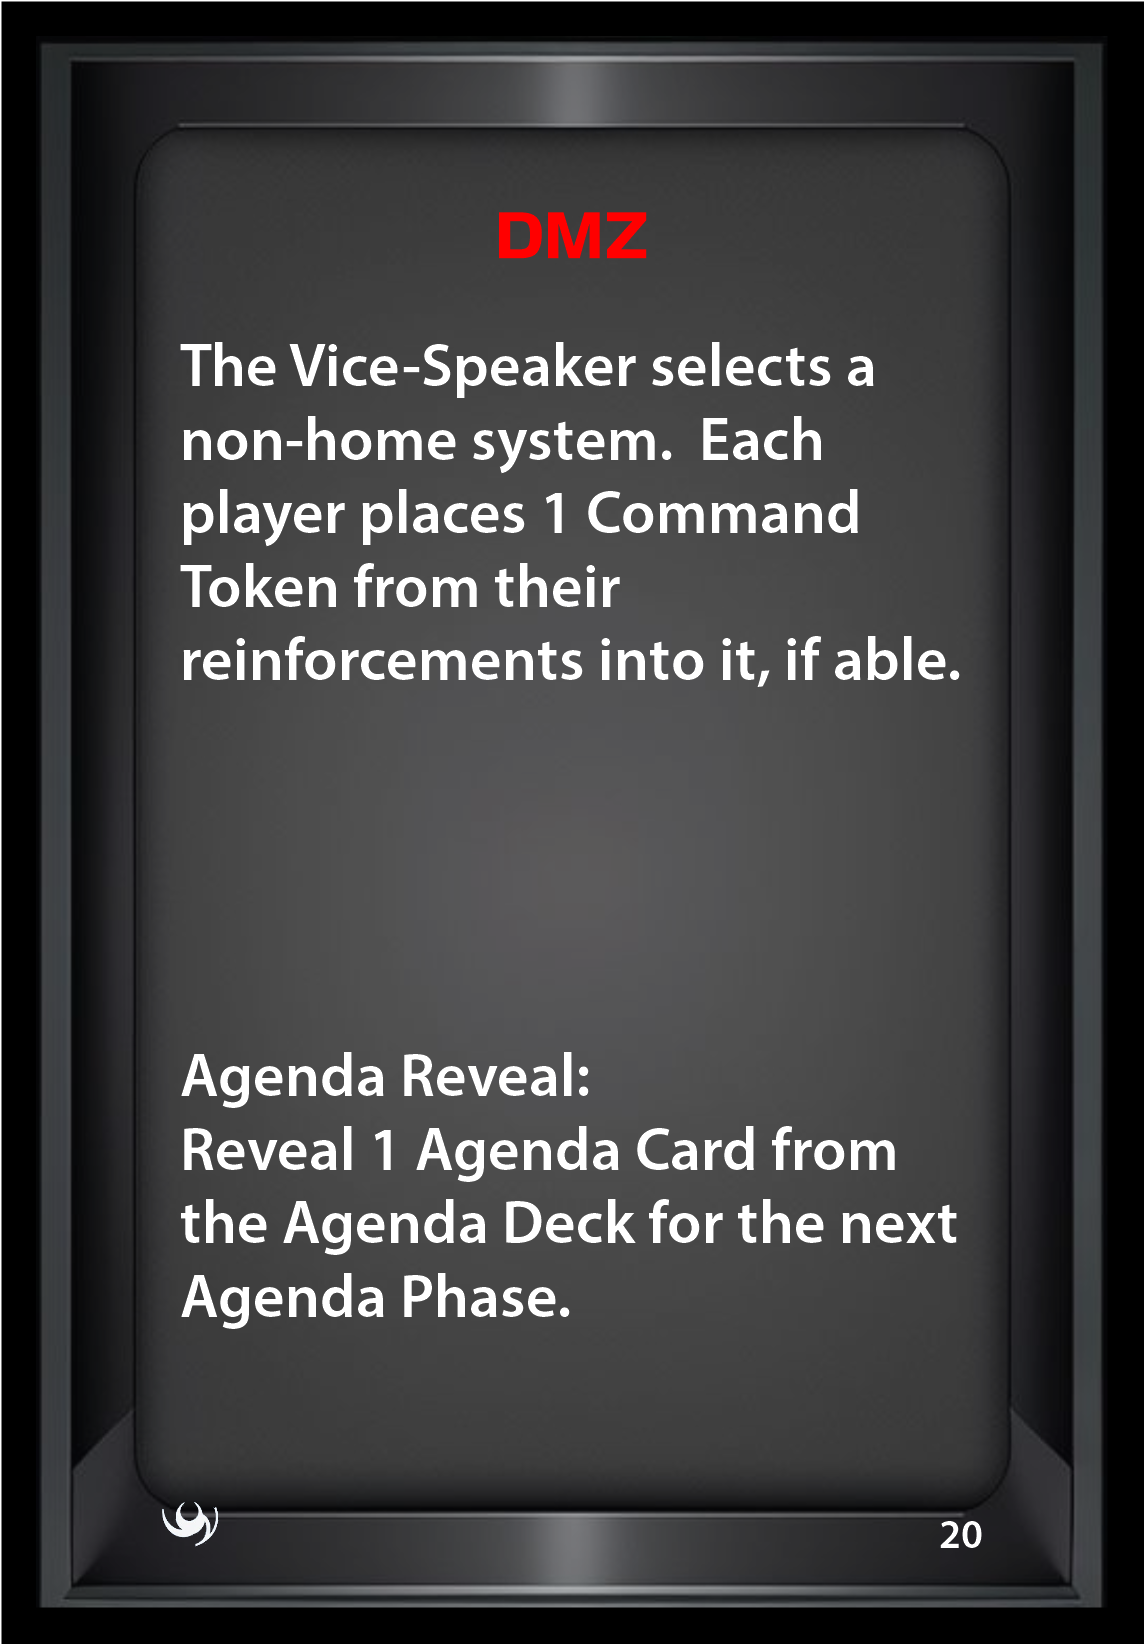 DMZ
The Vice-Speaker selects a
non-home system.  Each
player places 1 Command
Token from their
reinforcements into it, if able.
Agenda Reveal:
Reveal 1 Agenda Card from
the Agenda Deck for the next
Agenda Phase.
20